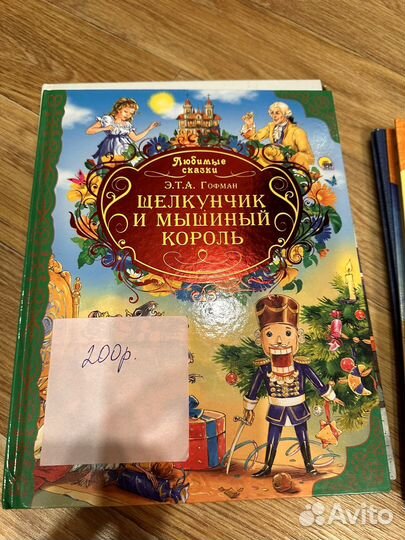 Любимые
сказки
Э.Т.А. Гофман
ЩЕЛКУНЧИК
И МЫШИНЫЙ
КОРОЛЬ
200р.
Avito